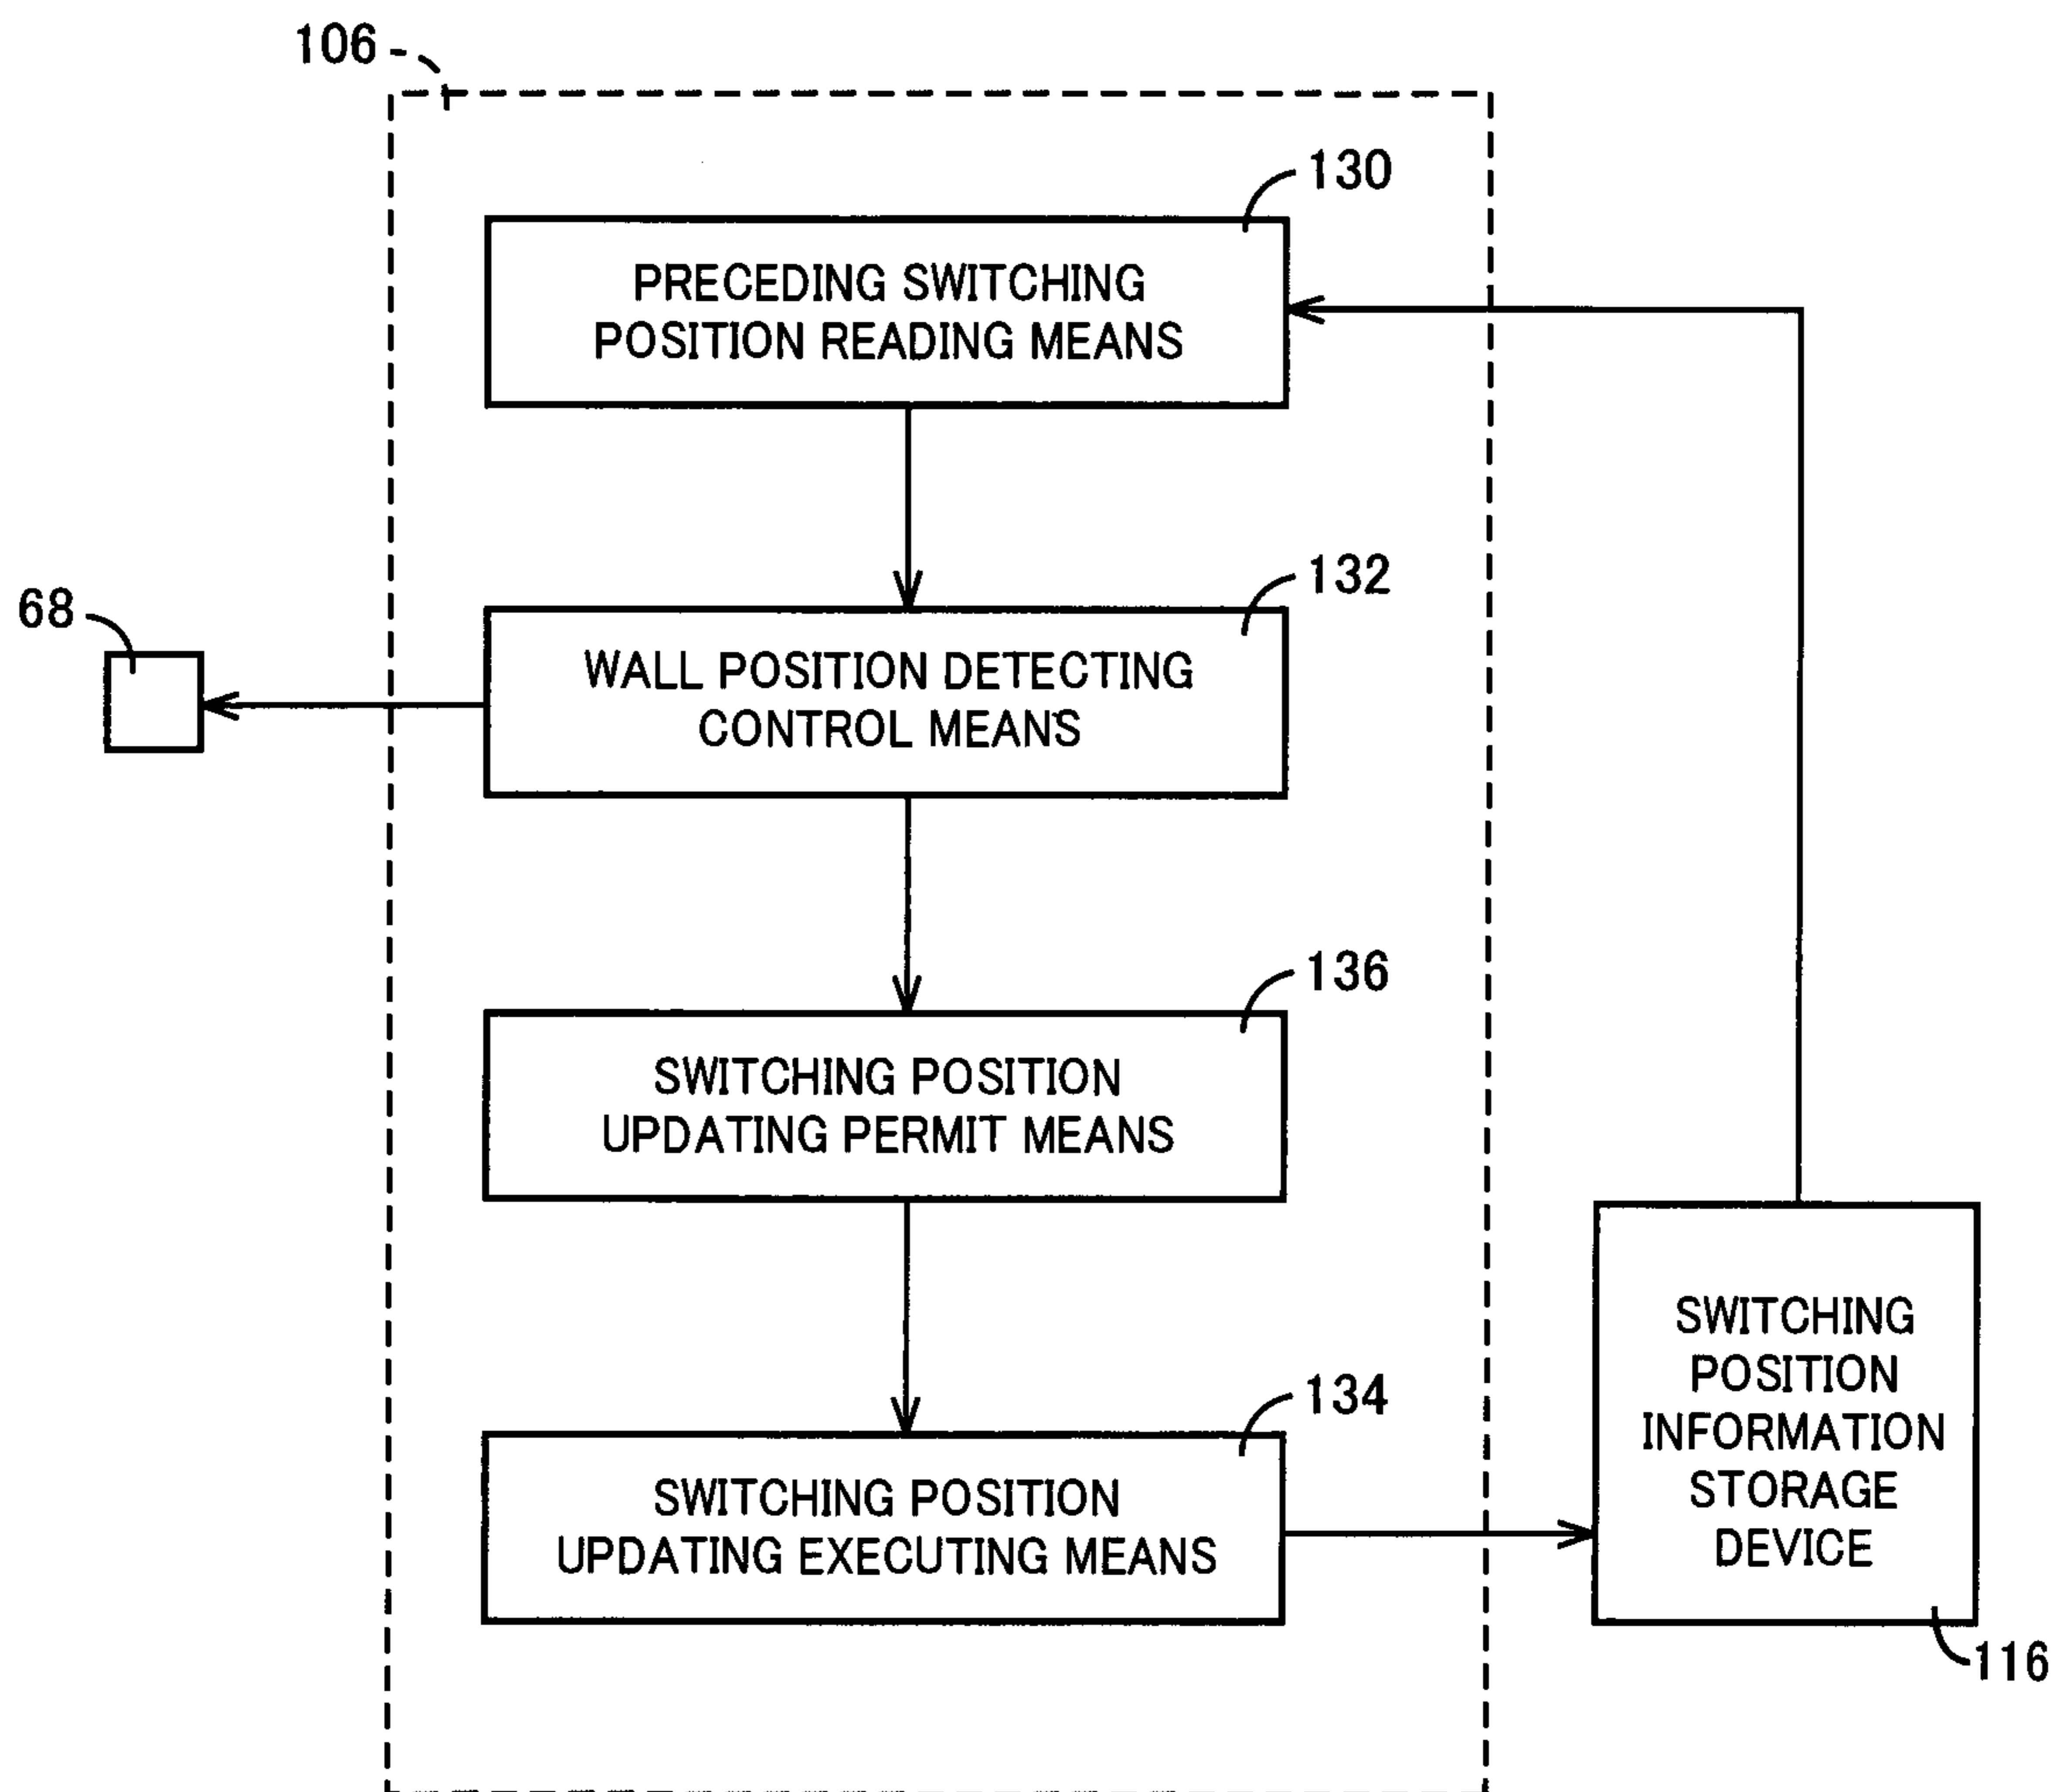 106
130
PRECEDING SWITCHING
POSITION READING MEANS
132
68
WALL POSITION DETECTING
CONTROL MEANS
136
SWITCHING POSITION
UPDATING PERMIT MEANS
134
SWITCHING POSITION
UPDATING EXECUTING MEANS
SWITCHING
POSITION
INFORMATION
STORAGE
DEVICE
116